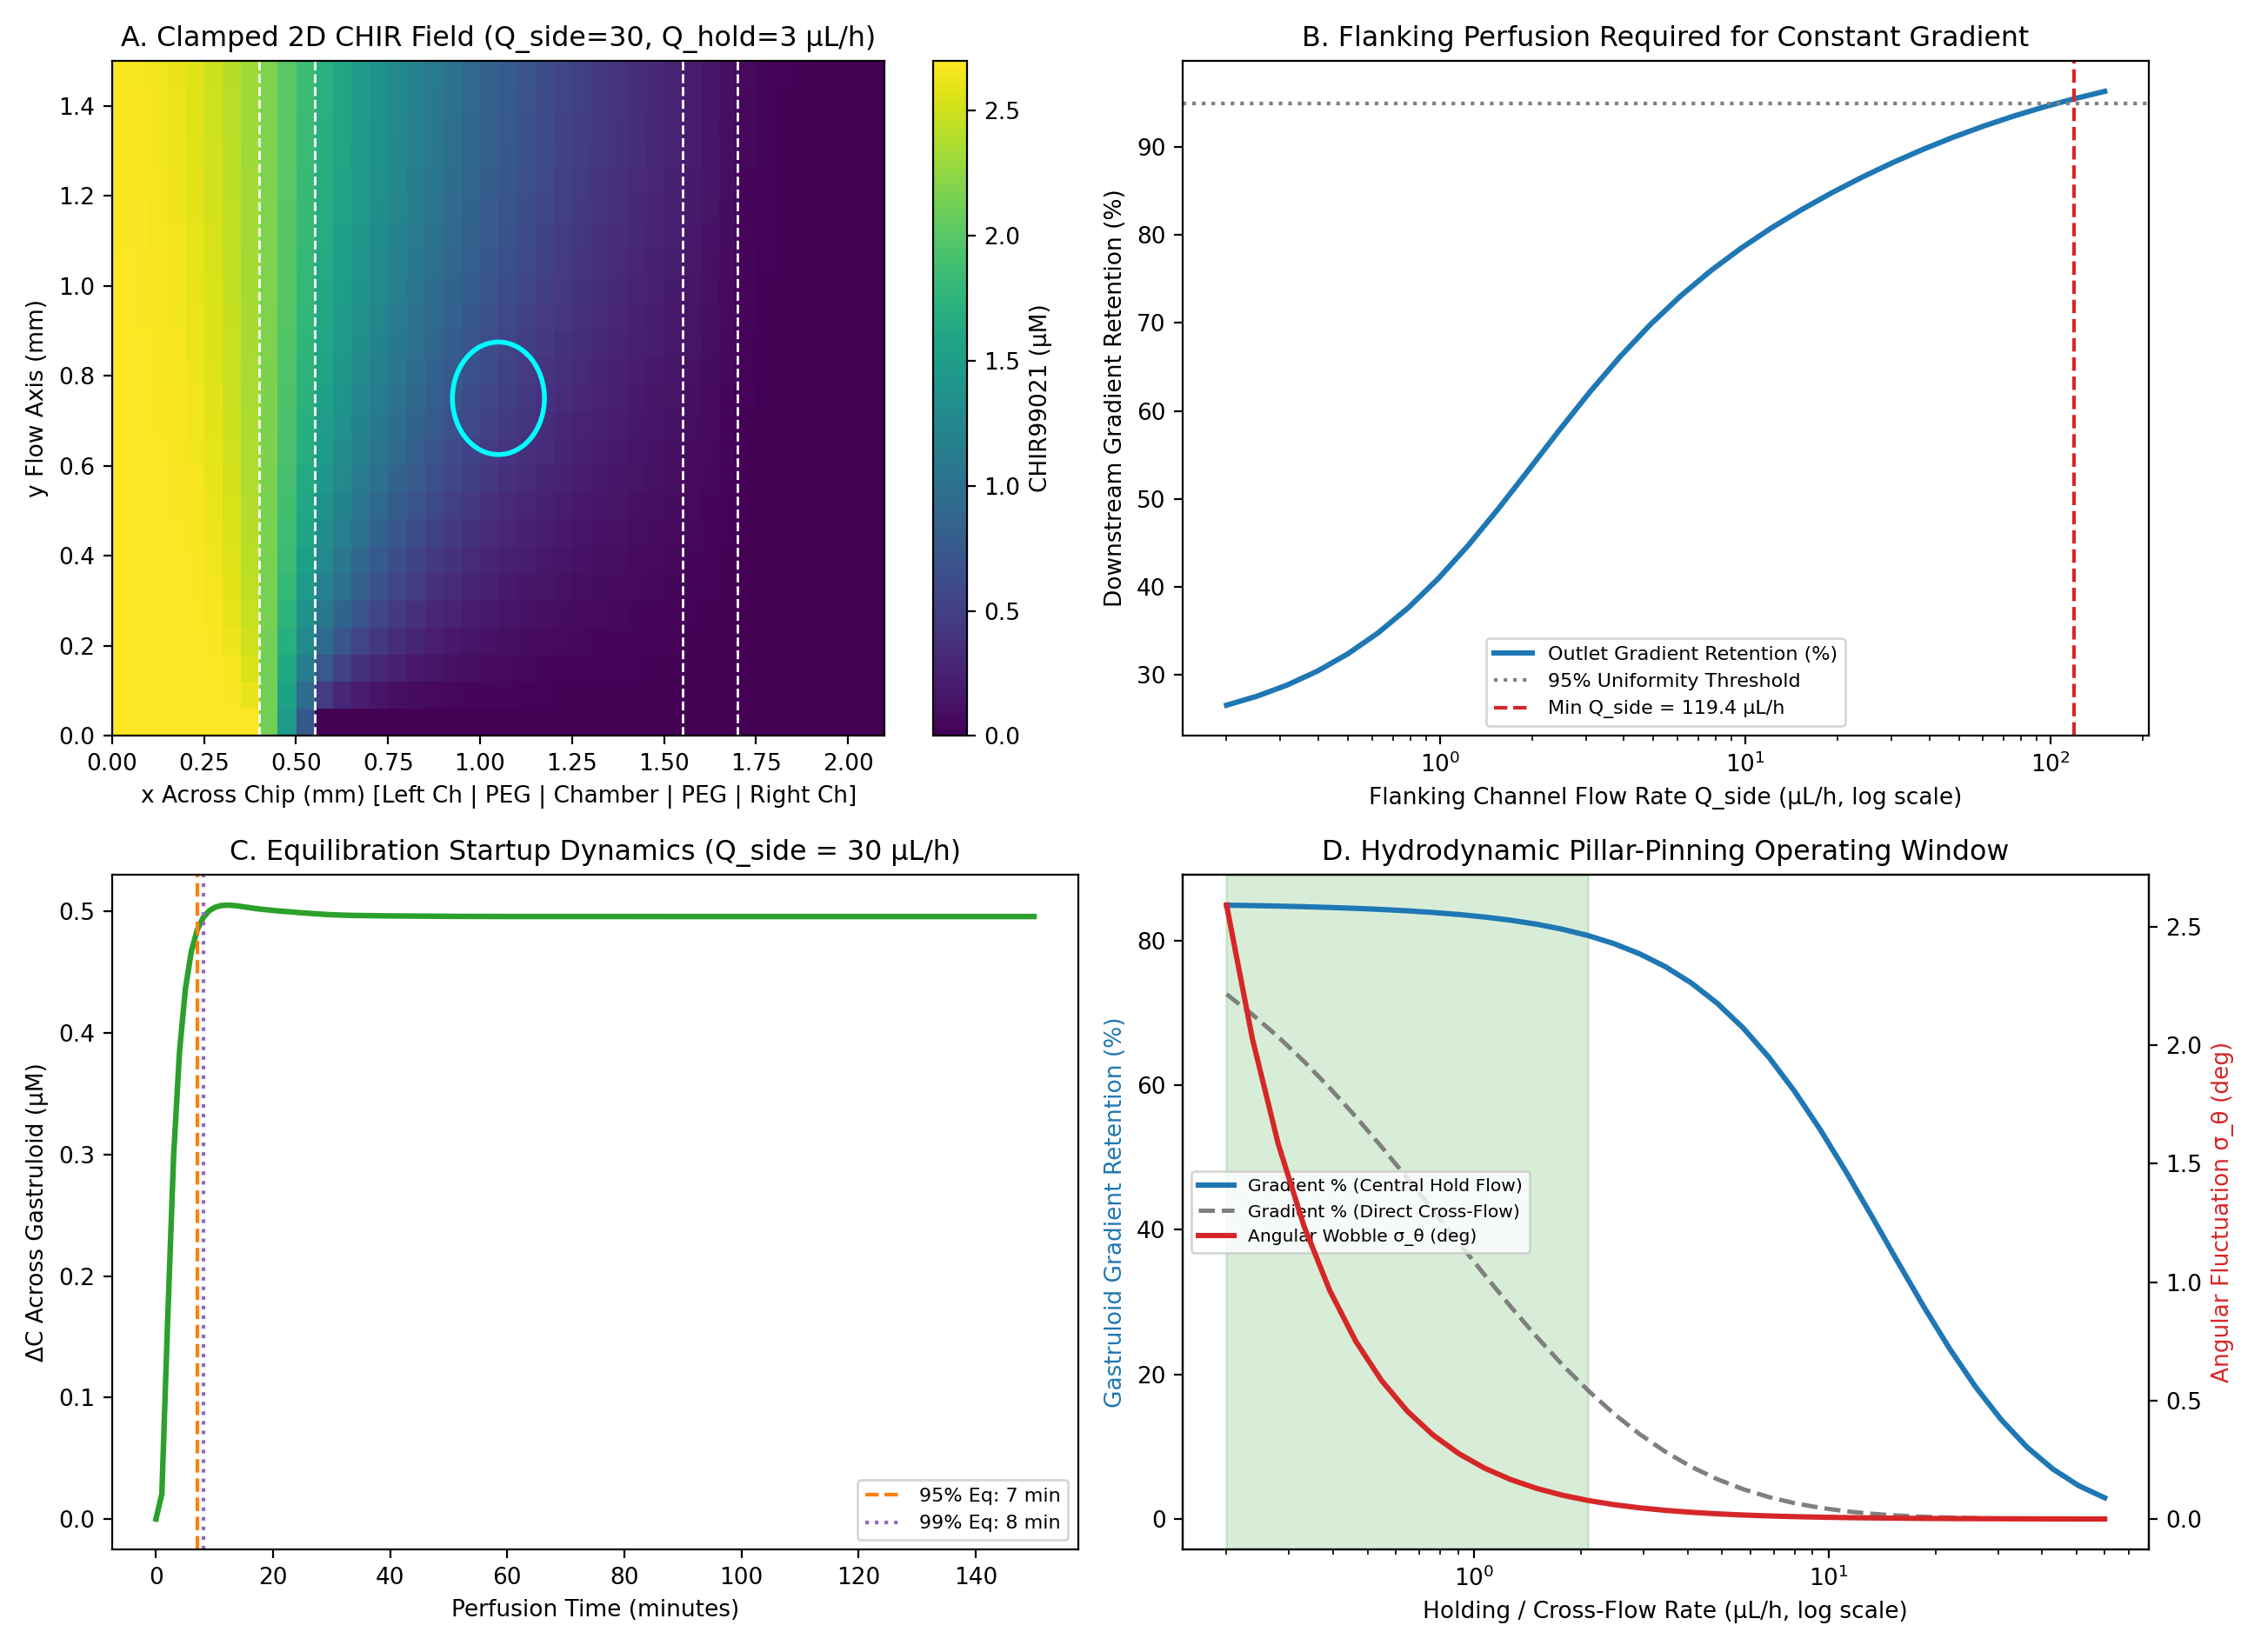 A. Clamped 2D CHIR Field (Q_side=30, Q_hold=3 µL/h)
1.4
1.2
1.0
0.8
0.6
0.4
0.2
0.0
y Flow Axis (mm)
0.00 0.25 0.50 0.75 1.00 1.25 1.50 1.75 2.00
x Across Chip (mm) [Left Ch | PEG | Chamber | PEG | Right Ch]
2.5
2.0
1.5
1.0
0.5
0.0
CHIR99021 (µM)
B. Flanking Perfusion Required for Constant Gradient
90
80
70
60
50
40
30
Downstream Gradient Retention (%)
Outlet Gradient Retention (%)
95% Uniformity Threshold
Min Q_side = 119.4 µL/h
10⁰ 10¹ 10²
Flanking Channel Flow Rate Q_side (µL/h, log scale)
C. Equilibration Startup Dynamics (Q_side = 30 µL/h)
0.5
0.4
0.3
0.2
0.1
0.0
ΔC Across Gastruloid (µM)
95% Eq: 7 min
99% Eq: 8 min
0 20 40 60 80 100 120 140
Perfusion Time (minutes)
D. Hydrodynamic Pillar-Pinning Operating Window
80
60
40
20
0
Gastruloid Gradient Retention (%)
Gradient % (Central Hold Flow)
Gradient % (Direct Cross-Flow)
Angular Wobble σ_θ (deg)
2.5
2.0
1.5
1.0
0.5
0.0
Angular Fluctuation σ_θ (deg)
10⁰ 10¹
Holding / Cross-Flow Rate (µL/h, log scale)